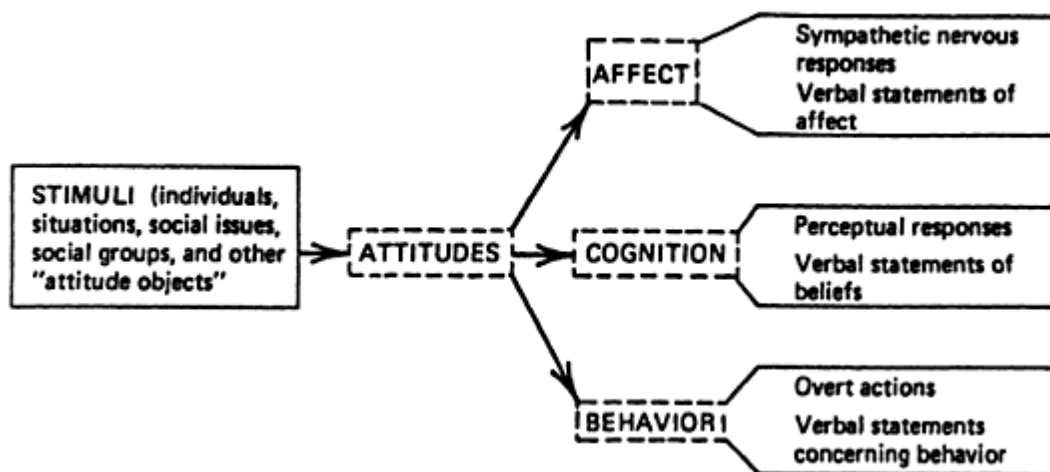 AFFECT
Sympathetic nervous
responses
Verbal statements of
affect
STIMULI (individuals,
situations, social issues,
social groups, and other
"attitude objects"
ATTITUDES
COGNITION
Perceptual responses
Verbal statements of
beliefs
BEHAVIOR
Overt actions
Verbal statements
concerning behavior